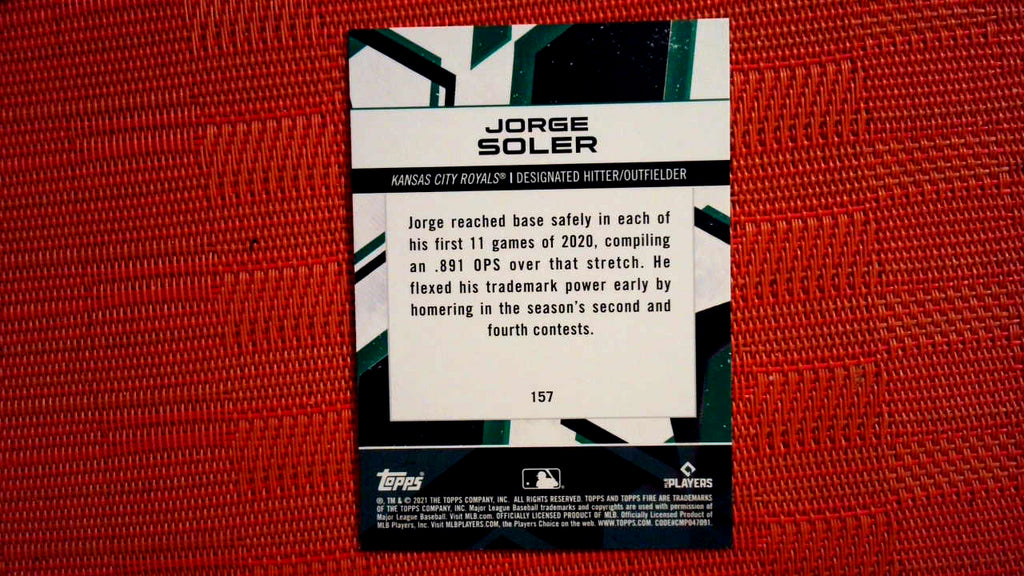 JORGE
SOLER
KANSAS CITY ROYALS® | DESIGNATED HITTER/OUTFIELDER
Jorge reached base safely in each of
his first 11 games of 2020, compiling
an .891 OPS over that stretch. He
flexed his trademark power early by
homering in the season's second and
fourth contests.
157
topps®
PLAYERS
®, TM & © 2021 THE TOPPS COMPANY, INC. ALL RIGHTS RESERVED. TOPPS AND TOPPS FIRE ARE TRADEMARKS
OF THE TOPPS COMPANY, INC. Major League Baseball trademarks and copyrights are used with permission of
Major League Baseball. Visit MLB.com. OFFICIALLY LICENSED PRODUCT OF MLB. Officially Licensed Product of
MLB Players, Inc. Visit MLBPLAYERS.COM, the Players Choice on the web. WWW.TOPPS.COM. CODE#CMP047091